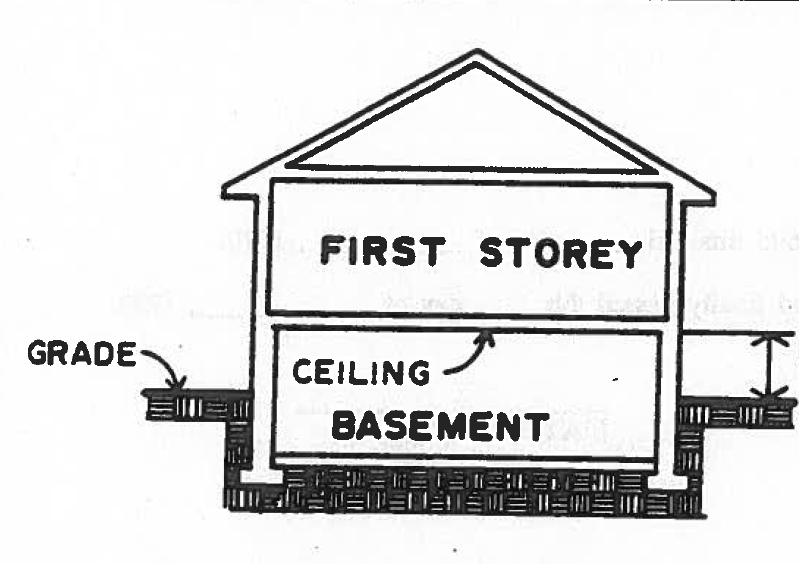 FIRST STOREY
GRADE
CEILING
BASEMENT